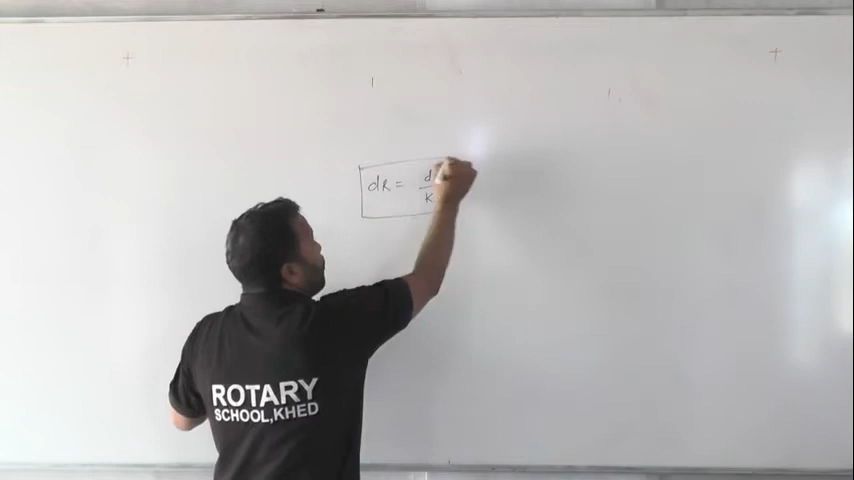 dR = d/K
ROTARY
SCHOOL,KHED